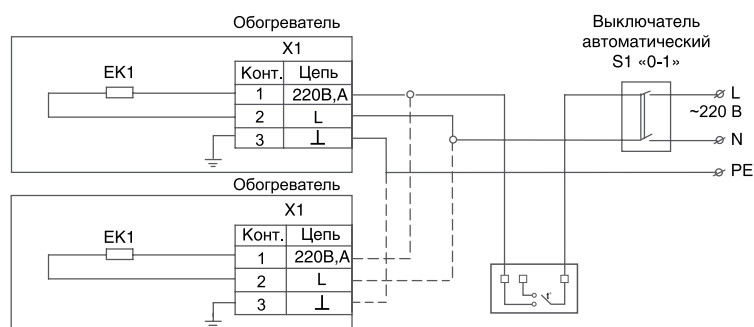 Обогреватель
X1
EK1
Конт. Цепь
1 220В,А
2 L
3 ⊥
Выключатель
автоматический
S1 «0-1»
L
~220 В
N
PE
Обогреватель
X1
EK1
Конт. Цепь
1 220В,А
2 L
3 ⊥
t°